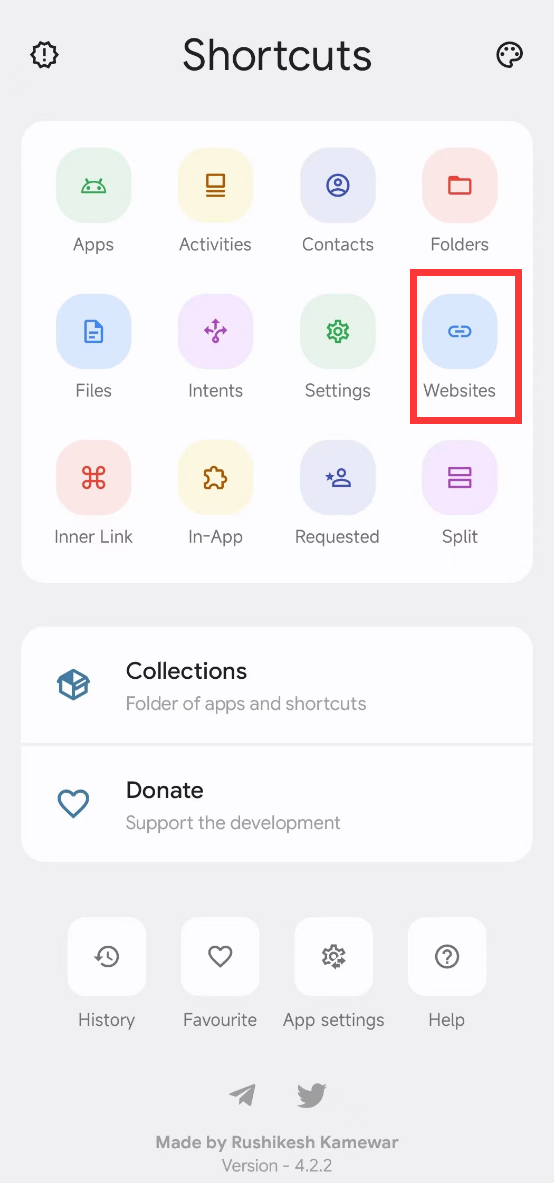 Shortcuts
Apps Activities Contacts Folders
Files Intents Settings Websites
Inner Link In-App Requested Split
Collections
Folder of apps and shortcuts
Donate
Support the development
History Favourite App settings Help
Made by Rushikesh Kamewar
Version - 4.2.2